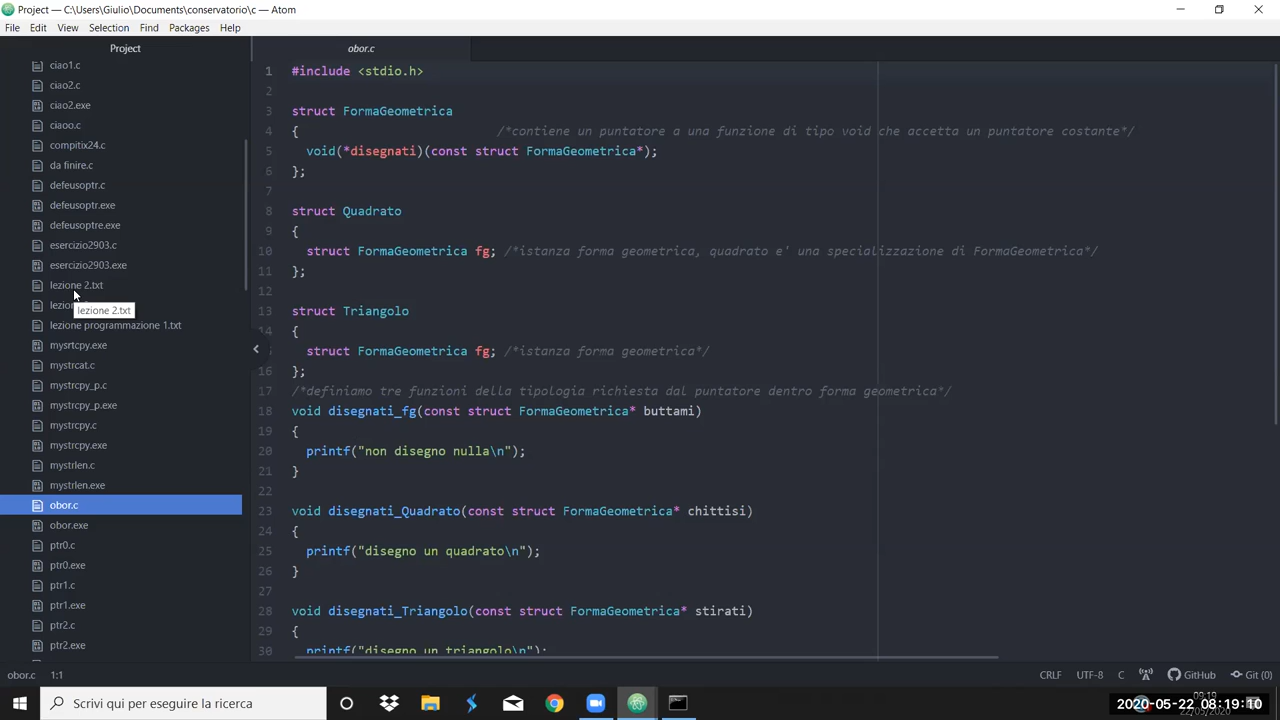 Project — C:\Users\Giulio\Documents\conservatorio\c — Atom
File Edit View Selection Find Packages Help
Project
obor.c
ciao1.c
ciao2.c
ciao2.exe
ciaoo.c
compitix24.c
da finire.c
defeusoptr.c
defeusoptr.exe
defeusoptre.exe
esercizio2903.c
esercizio2903.exe
lezione 2.txt
lezione 2.txt
lezione programmazione 1.txt
mysrtcpy.exe
mystrcat.c
mystrcpy_p.c
mystrcpy_p.exe
mystrcpy.c
mystrcpy.exe
mystrlen.c
mystrlen.exe
obor.c
obor.exe
ptr0.c
ptr0.exe
ptr1.c
ptr1.exe
ptr2.c
ptr2.exe
1 #include <stdio.h>
2
3 struct FormaGeometrica
4 { /*contiene un puntatore a una funzione di tipo void che accetta un puntatore costante*/
5 void(*disegnati)(const struct FormaGeometrica*);
6 };
7
8 struct Quadrato
9 {
10 struct FormaGeometrica fg; /*istanza forma geometrica, quadrato e' una specializzazione di FormaGeometrica*/
11 };
12
13 struct Triangolo
14 {
struct FormaGeometrica fg; /*istanza forma geometrica*/
16 };
17 /*definiamo tre funzioni della tipologia richiesta dal puntatore dentro forma geometrica*/
18 void disegnati_fg(const struct FormaGeometrica* buttami)
19 {
20 printf("non disegno nulla\n");
21 }
22
23 void disegnati_Quadrato(const struct FormaGeometrica* chittisi)
24 {
25 printf("disegno un quadrato\n");
26 }
27
28 void disegnati_Triangolo(const struct FormaGeometrica* stirati)
29 {
30 printf("disegno un triangolo\n");
obor.c 1:1 CRLF UTF-8 C GitHub Git (0)
Scrivi qui per eseguire la ricerca
09:19
22/05/2020
2020-05-22 08:19:10